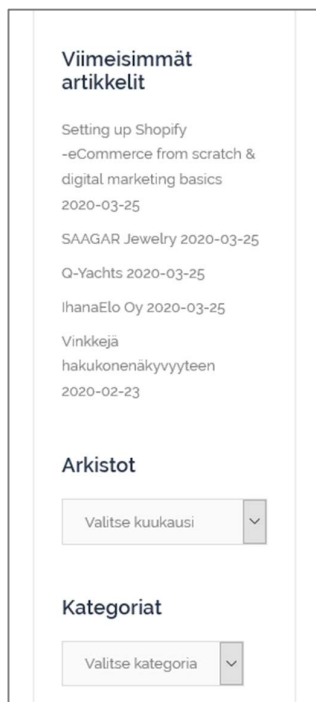 Viimeisimmät
artikkelit
Setting up Shopify
-eCommerce from scratch &
digital marketing basics
2020-03-25
SAAGAR Jewelry 2020-03-25
Q-Yachts 2020-03-25
IhanaElo Oy 2020-03-25
Vinkkejä
hakukonenäkyvyyteen
2020-02-23
Arkistot
Valitse kuukausi
Kategoriat
Valitse kategoria